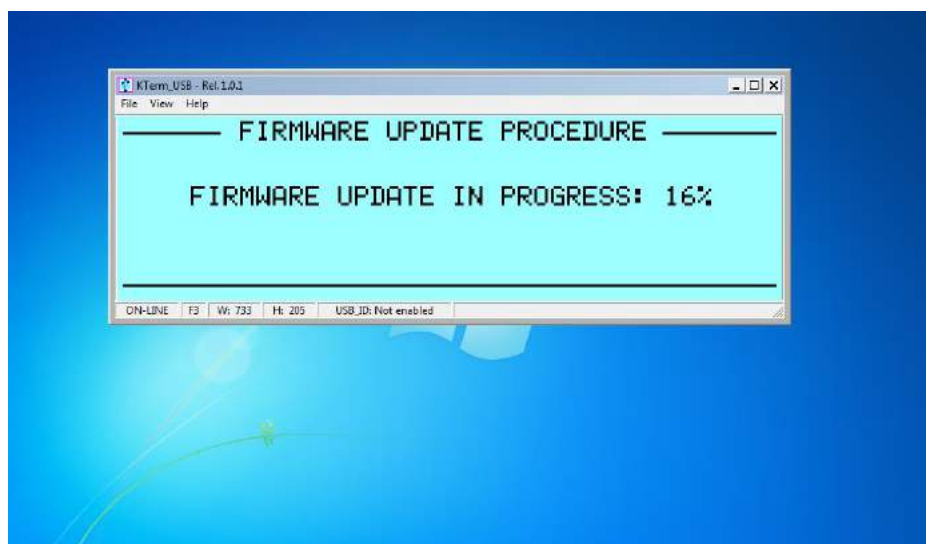 KTerm_USB - Rel.1.0.1
File View Help
FIRMWARE UPDATE PROCEDURE
FIRMWARE UPDATE IN PROGRESS: 16%
ON-LINE F3 W: 733 H: 205 USB_ID: Not enabled